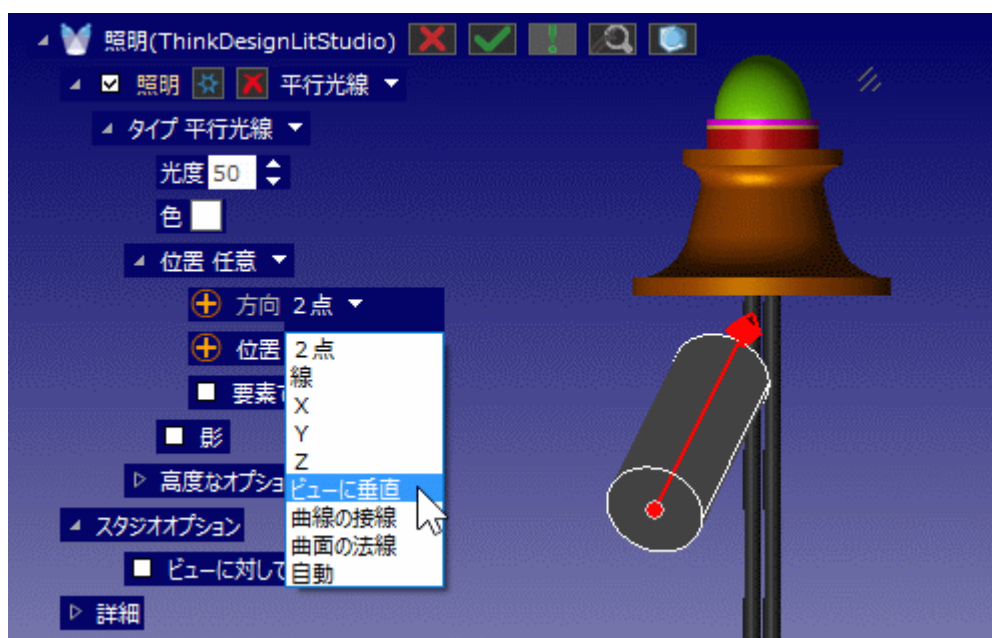 照明(ThinkDesignLitStudio)
照明 平行光線
タイプ 平行光線
光度 50
色
位置 任意
方向 2点
位置
2点
線
要素
X
Y
影
Z
高度なオプショ
ビューに垂直
曲線の接線
スタジオオプション
曲面の法線
ビューに対して
自動
詳細